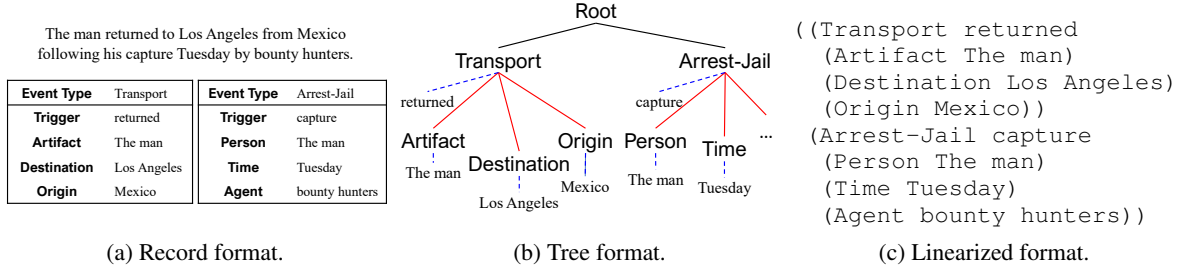 The man returned to Los Angeles from Mexico
following his capture Tuesday by bounty hunters.
Event Type Transport
Trigger returned
Artifact The man
Destination Los Angeles
Origin Mexico
Event Type Arrest-Jail
Trigger capture
Person The man
Time Tuesday
Agent bounty hunters
(a) Record format.
Root
Transport Arrest-Jail
returned capture
Artifact Destination Origin Person Time ...
The man Los Angeles Mexico The man Tuesday
(b) Tree format.
((Transport returned
(Artifact The man)
(Destination Los Angeles)
(Origin Mexico))
(Arrest-Jail capture
(Person The man)
(Time Tuesday)
(Agent bounty hunters))
(c) Linearized format.